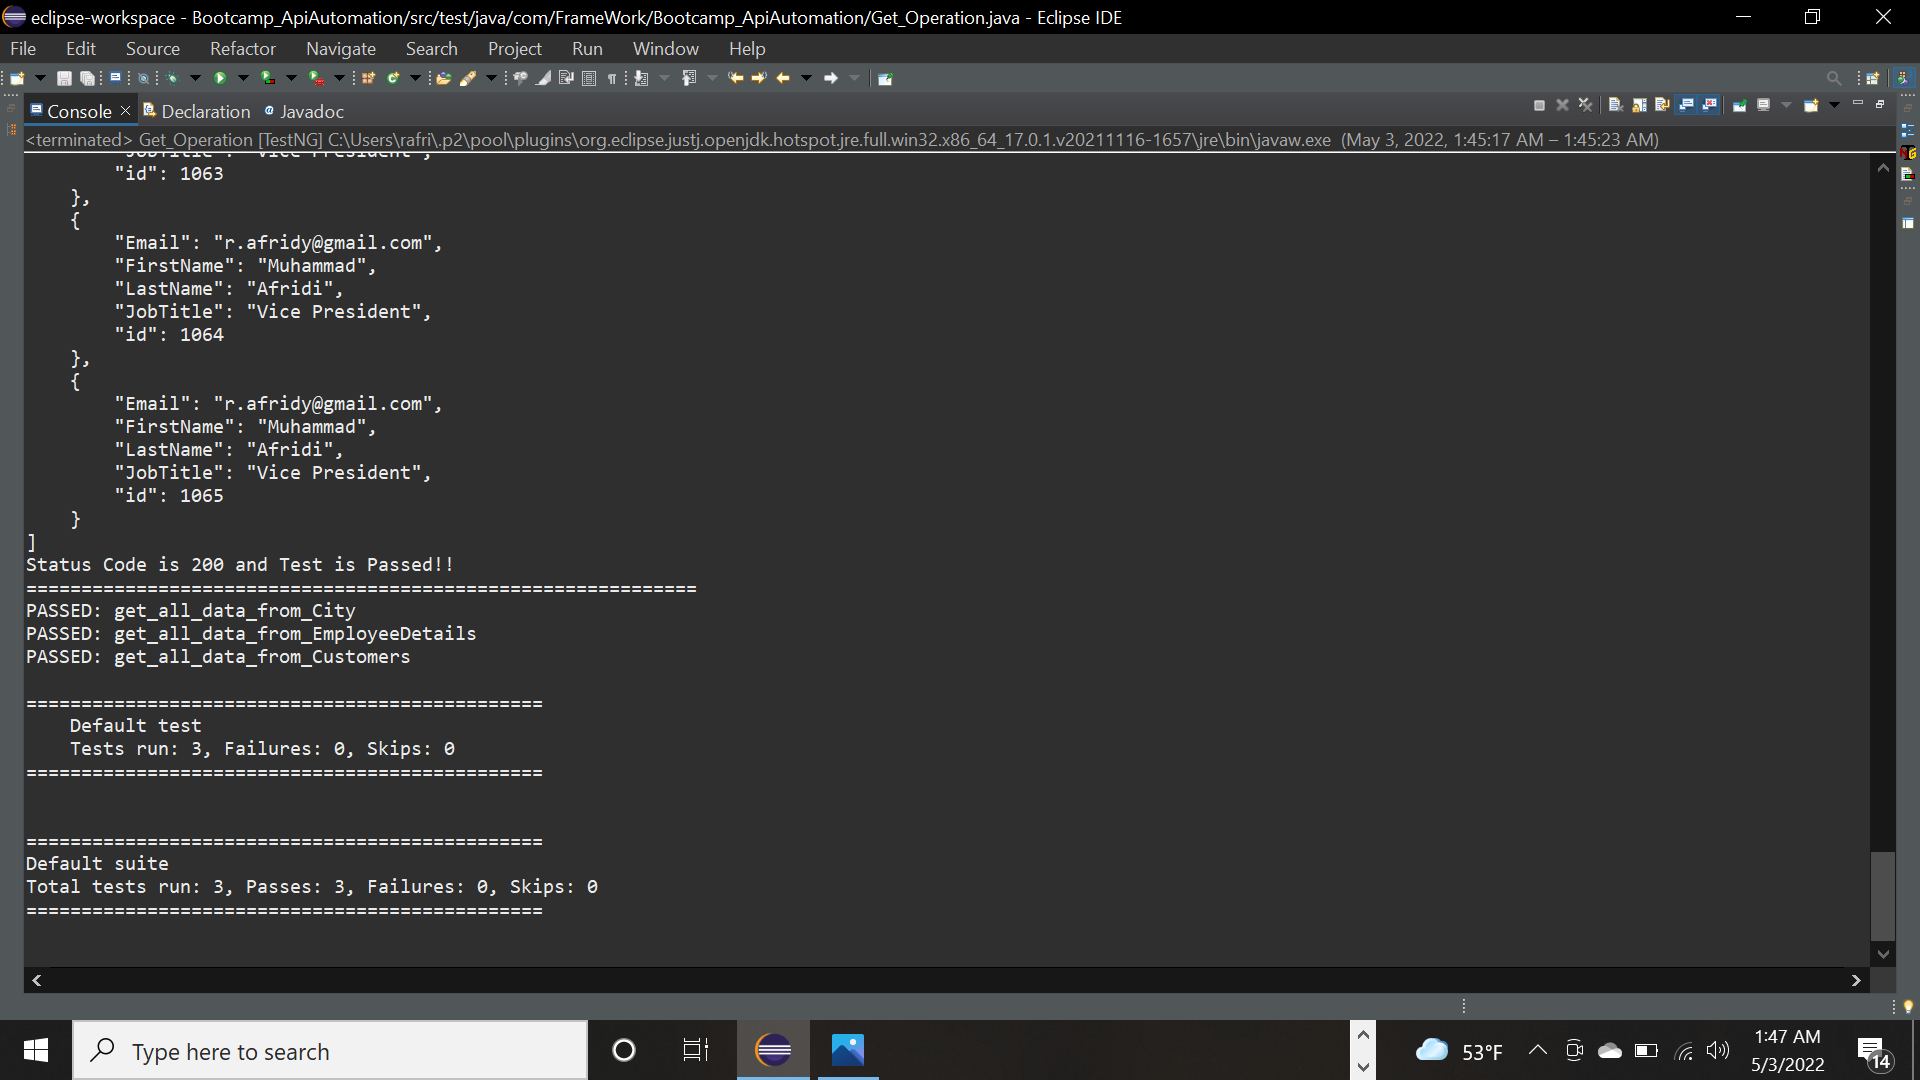 eclipse-workspace - Bootcamp_ApiAutomation/src/test/java/com/FrameWork/Bootcamp_ApiAutomation/Get_Operation.java - Eclipse IDE
File Edit Source Refactor Navigate Search Project Run Window Help
Console Declaration Javadoc
<terminated> Get_Operation [TestNG] C:\Users\rafri\.p2\pool\plugins\org.eclipse.justj.openjdk.hotspot.jre.full.win32.x86_64_17.0.1.v20211116-1657\jre\bin\javaw.exe (May 3, 2022, 1:45:17 AM – 1:45:23 AM)
"JobTitle": "Vice President",
"id": 1063
},
{
"Email": "r.afridy@gmail.com",
"FirstName": "Muhammad",
"LastName": "Afridi",
"JobTitle": "Vice President",
"id": 1064
},
{
"Email": "r.afridy@gmail.com",
"FirstName": "Muhammad",
"LastName": "Afridi",
"JobTitle": "Vice President",
"id": 1065
}
]
Status Code is 200 and Test is Passed!!
=============================================================
PASSED: get_all_data_from_City
PASSED: get_all_data_from_EmployeeDetails
PASSED: get_all_data_from_Customers
===============================================
Default test
Tests run: 3, Failures: 0, Skips: 0
===============================================
===============================================
Default suite
Total tests run: 3, Passes: 3, Failures: 0, Skips: 0
===============================================
Type here to search
53°F
1:47 AM
5/3/2022
14